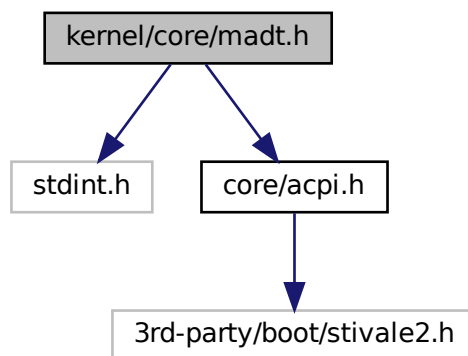 kernel/core/madt.h
stdint.h
core/acpi.h
3rd-party/boot/stivale2.h